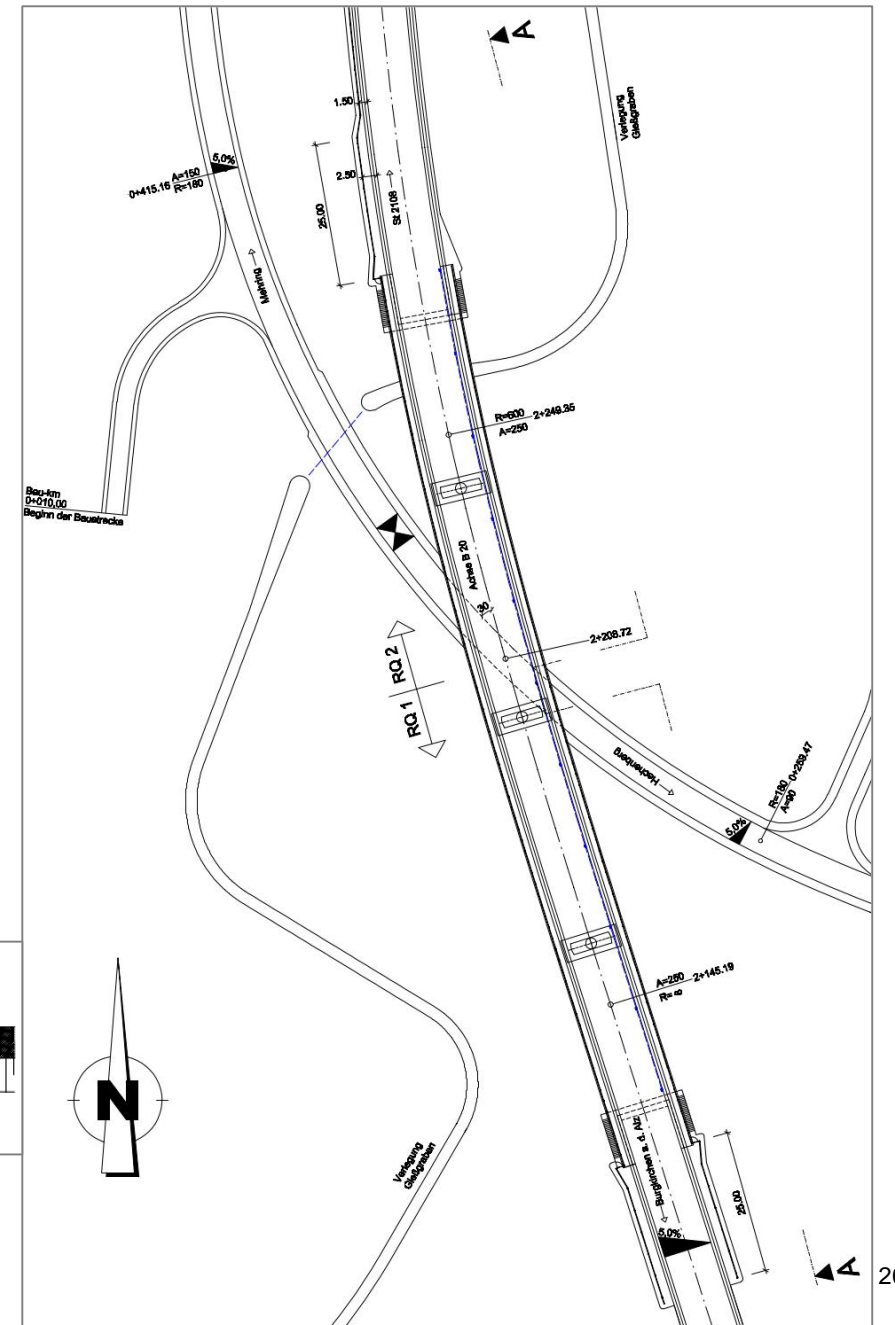 A
Verlegung
Gießgraben
1.50
5,0%
0+415.16
A=150
R=180
2.50
25.00
St 2108
Mehring
R=600
A=250
2+249.35
Bau-km
0+010,00
Beginn der Baustrecke
Achse B 20
30
2+208.72
RQ 2
RQ 1
Hechenberg
R=180
A=90
0+259.47
5,0%
A=250
R= ∞
2+145.19
N
Verlegung
Gießgraben
Burgkirchen a. d. Alz
25.00
5,0%
A